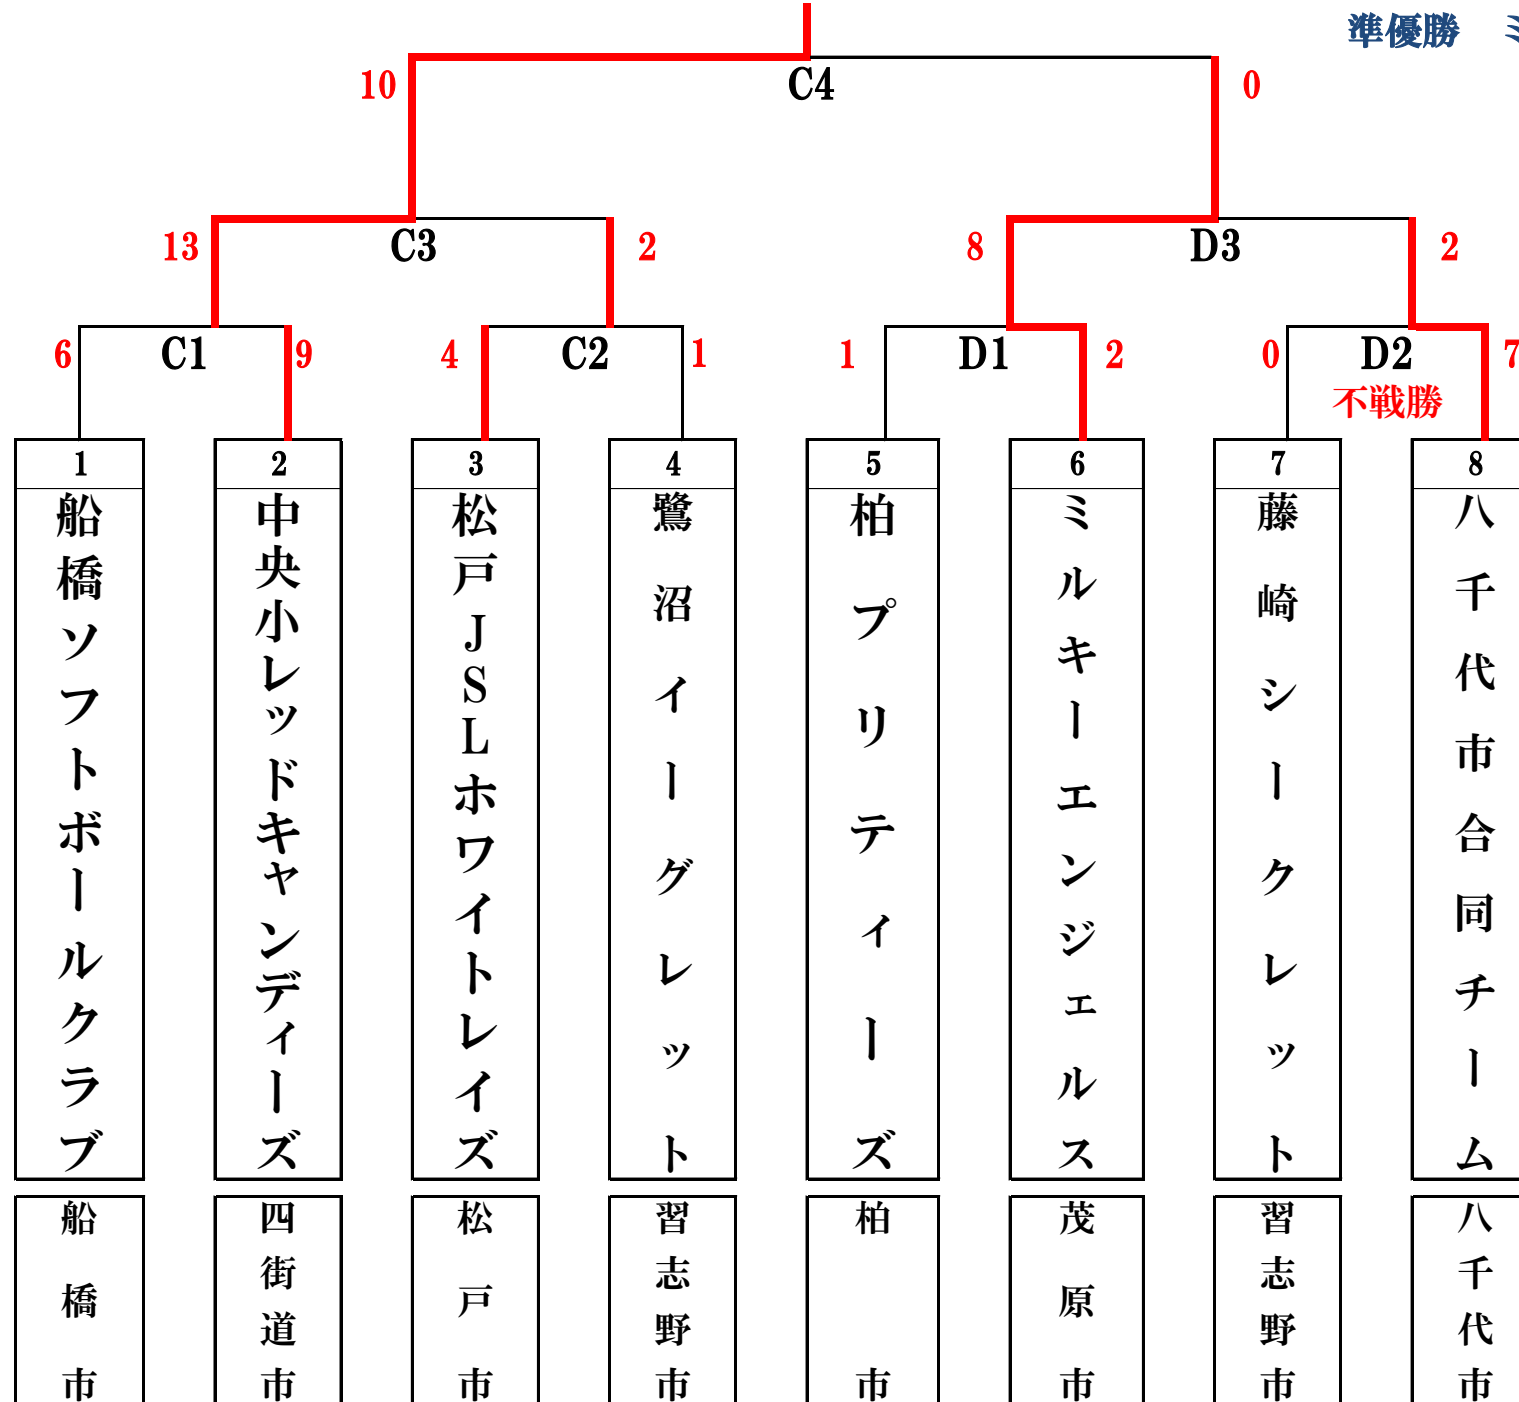 準優勝　ミ
10
C4
0
13
C3
2
8
D3
2
6
C1
9
4
C2
1
1
D1
2
0
D2
7
不戦勝
1
2
3
4
5
6
7
8
船橋ソフトボールクラブ
中央小レッドキャンディーズ
松戸JSLホワイトレイズ
鷺沼イーグレット
柏プリティーズ
ミルキーエンジェルス
藤崎シークレット
八千代市合同チーム
船橋市
四街道市
松戸市
習志野市
柏市
茂原市
習志野市
八千代市